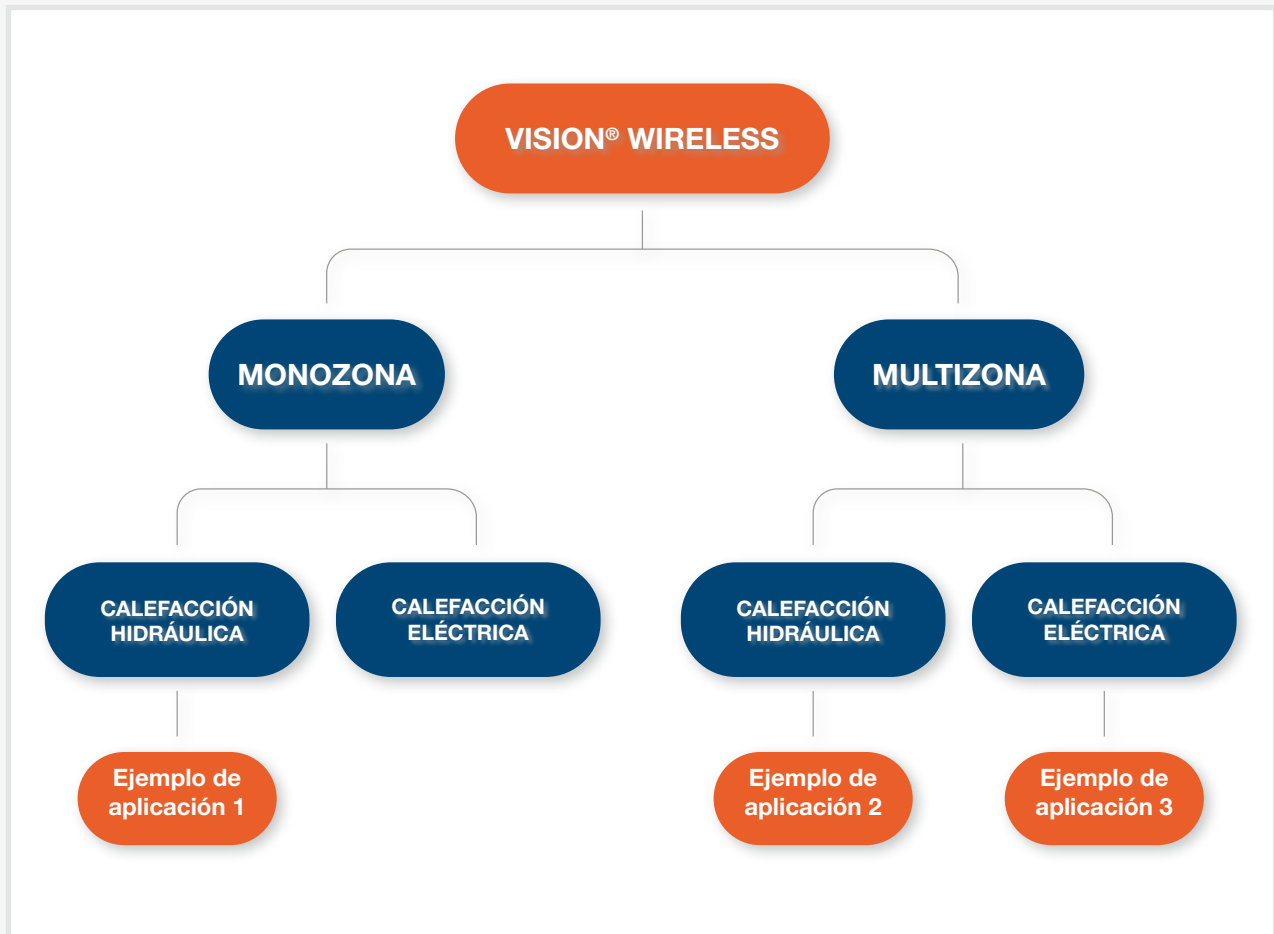 VISION® WIRELESS
MONOZONA
MULTIZONA
CALEFACCIÓN
HIDRÁULICA
CALEFACCIÓN
ELÉCTRICA
CALEFACCIÓN
HIDRÁULICA
CALEFACCIÓN
ELÉCTRICA
Ejemplo de
aplicación 1
Ejemplo de
aplicación 2
Ejemplo de
aplicación 3